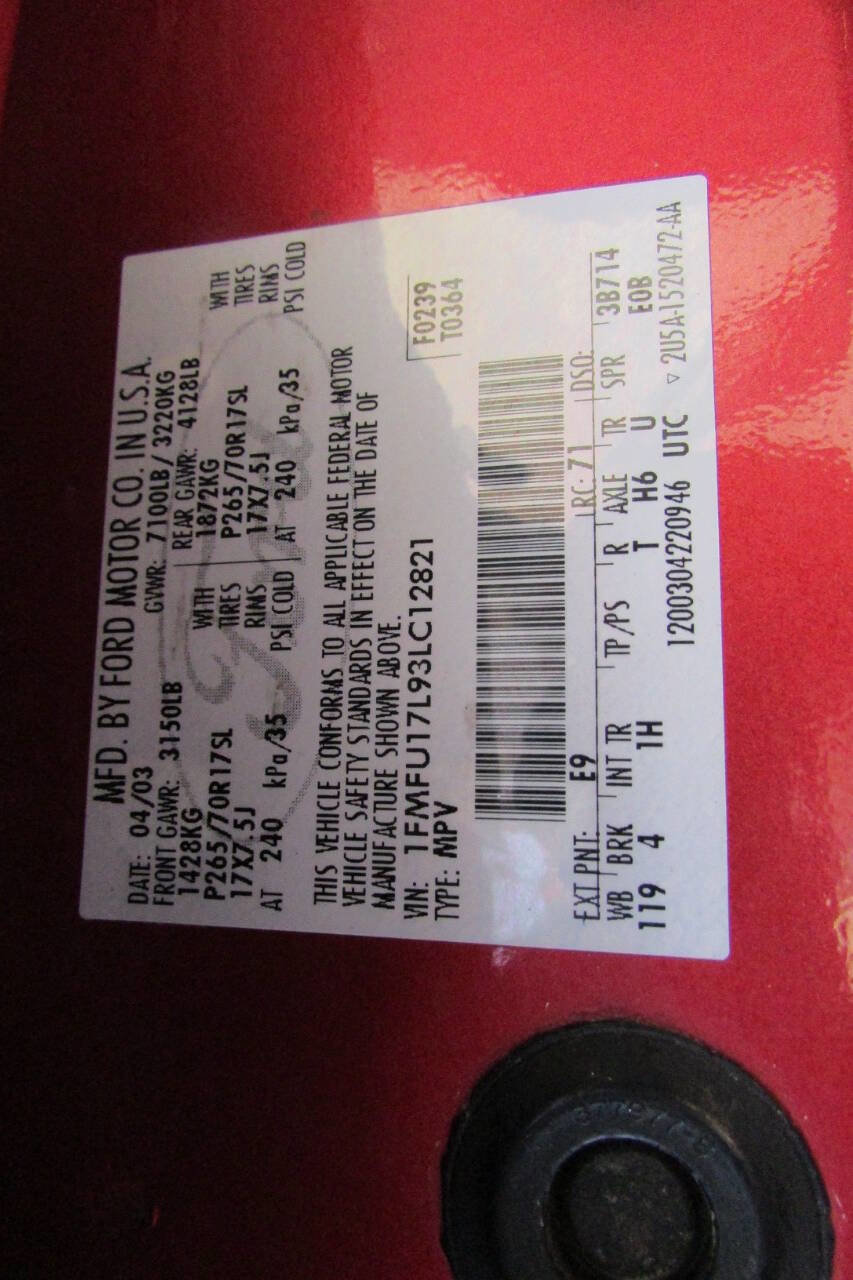 MFD. BY FORD MOTOR CO. IN U.S.A.
DATE: 04/03 GVWR: 7100LB / 3220KG
FRONT GAWR: 3150LB REAR GAWR: 4128LB
1428KG WITH 1872KG WITH
P265/70R17SL TIRES P265/70R17SL TIRES
17X7.5J RIMS 17X7.5J RIMS
AT 240 kPa/35 PSI COLD AT 240 kPa/35 PSI COLD
THIS VEHICLE CONFORMS TO ALL APPLICABLE FEDERAL MOTOR
VEHICLE SAFETY STANDARDS IN EFFECT ON THE DATE OF
MANUFACTURE SHOWN ABOVE.
VIN: 1FMFU17L93LC12821 F0239
TYPE: MPV T0364
EXT PNT: E9 RC: 71 DSO:
WB BRK INT TR TP/PS R AXLE TR SPR 3B714
119 4 1H T H6 U E0B
1200304220946 UTC ▽ 2U5A-1520472-AA